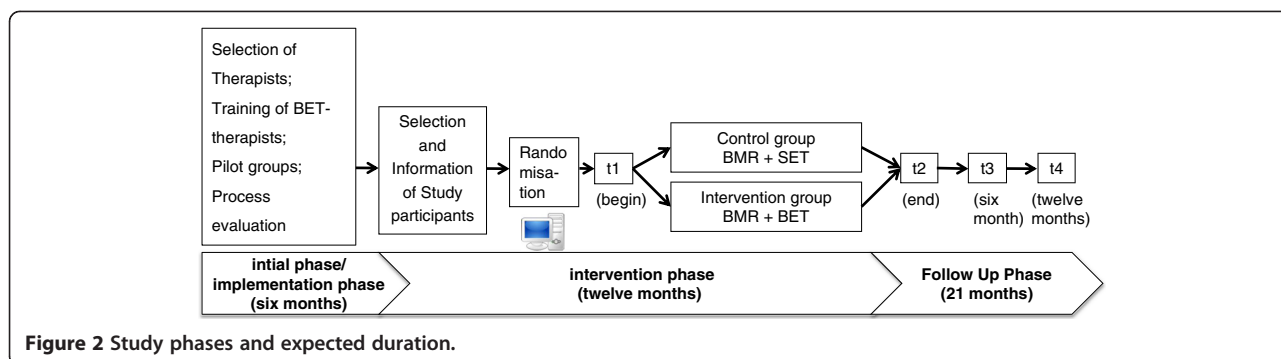 Selection of
Therapists;
Training of BET-
therapists;
Pilot groups;
Process
evaluation
Selection
and
Information
of Study
participants
Rando
misa-
tion
t1
(begin)
Control group
BMR + SET
Intervention group
BMR + BET
t2
(end)
t3
(six
month)
t4
(twelve
months)
intial phase/
implementation phase
(six months)
intervention phase
(twelve months)
Follow Up Phase
(21 months)
Figure 2 Study phases and expected duration.